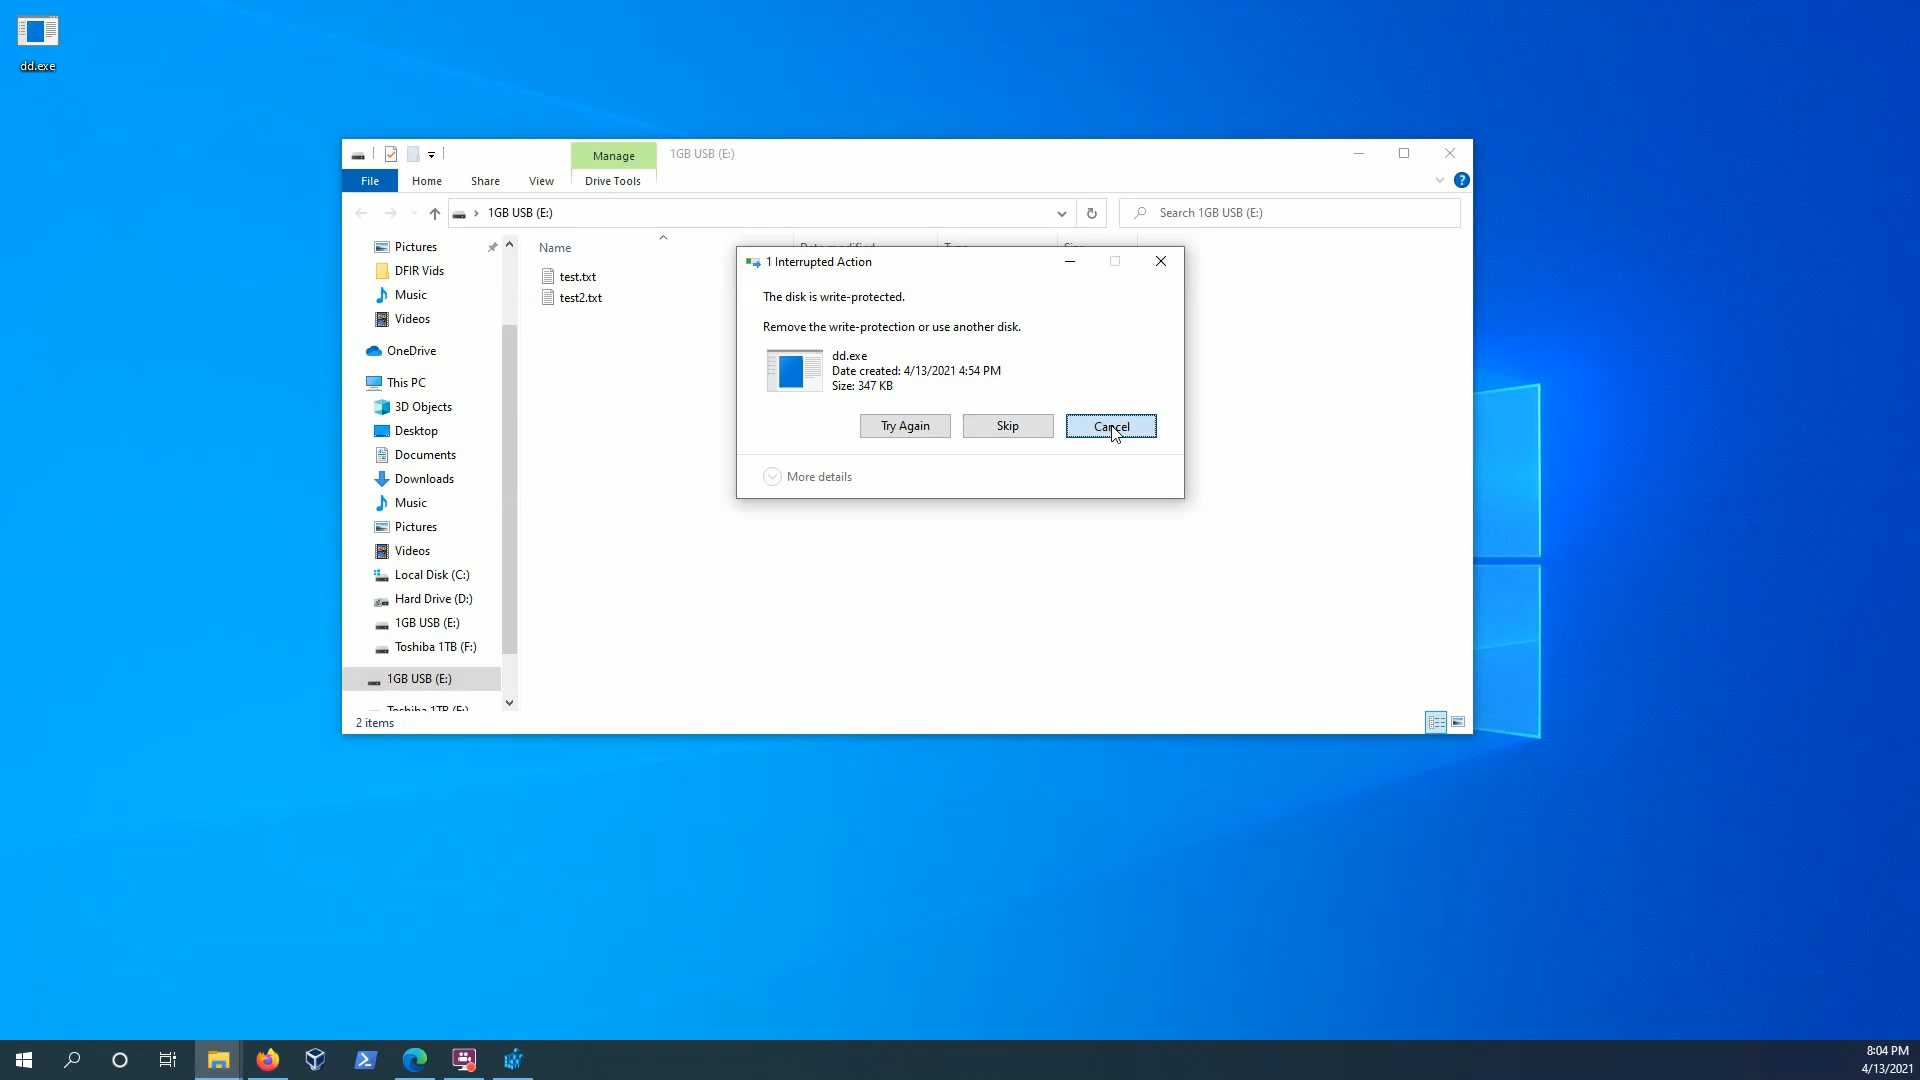 dd.exe
Manage
1GB USB (E:)
File
Home
Share
View
Drive Tools
1GB USB (E:)
Search 1GB USB (E:)
Pictures
DFIR Vids
Music
Videos
OneDrive
This PC
3D Objects
Desktop
Documents
Downloads
Music
Pictures
Videos
Local Disk (C:)
Hard Drive (D:)
1GB USB (E:)
Toshiba 1TB (F:)
1GB USB (E:)
Toshiba 1TB (F:)
Name
Date modified
Type
Size
test.txt
test2.txt
1 Interrupted Action
The disk is write-protected.
Remove the write-protection or use another disk.
dd.exe
Date created: 4/13/2021 4:54 PM
Size: 347 KB
Try Again
Skip
Cancel
More details
2 items
8:04 PM
4/13/2021